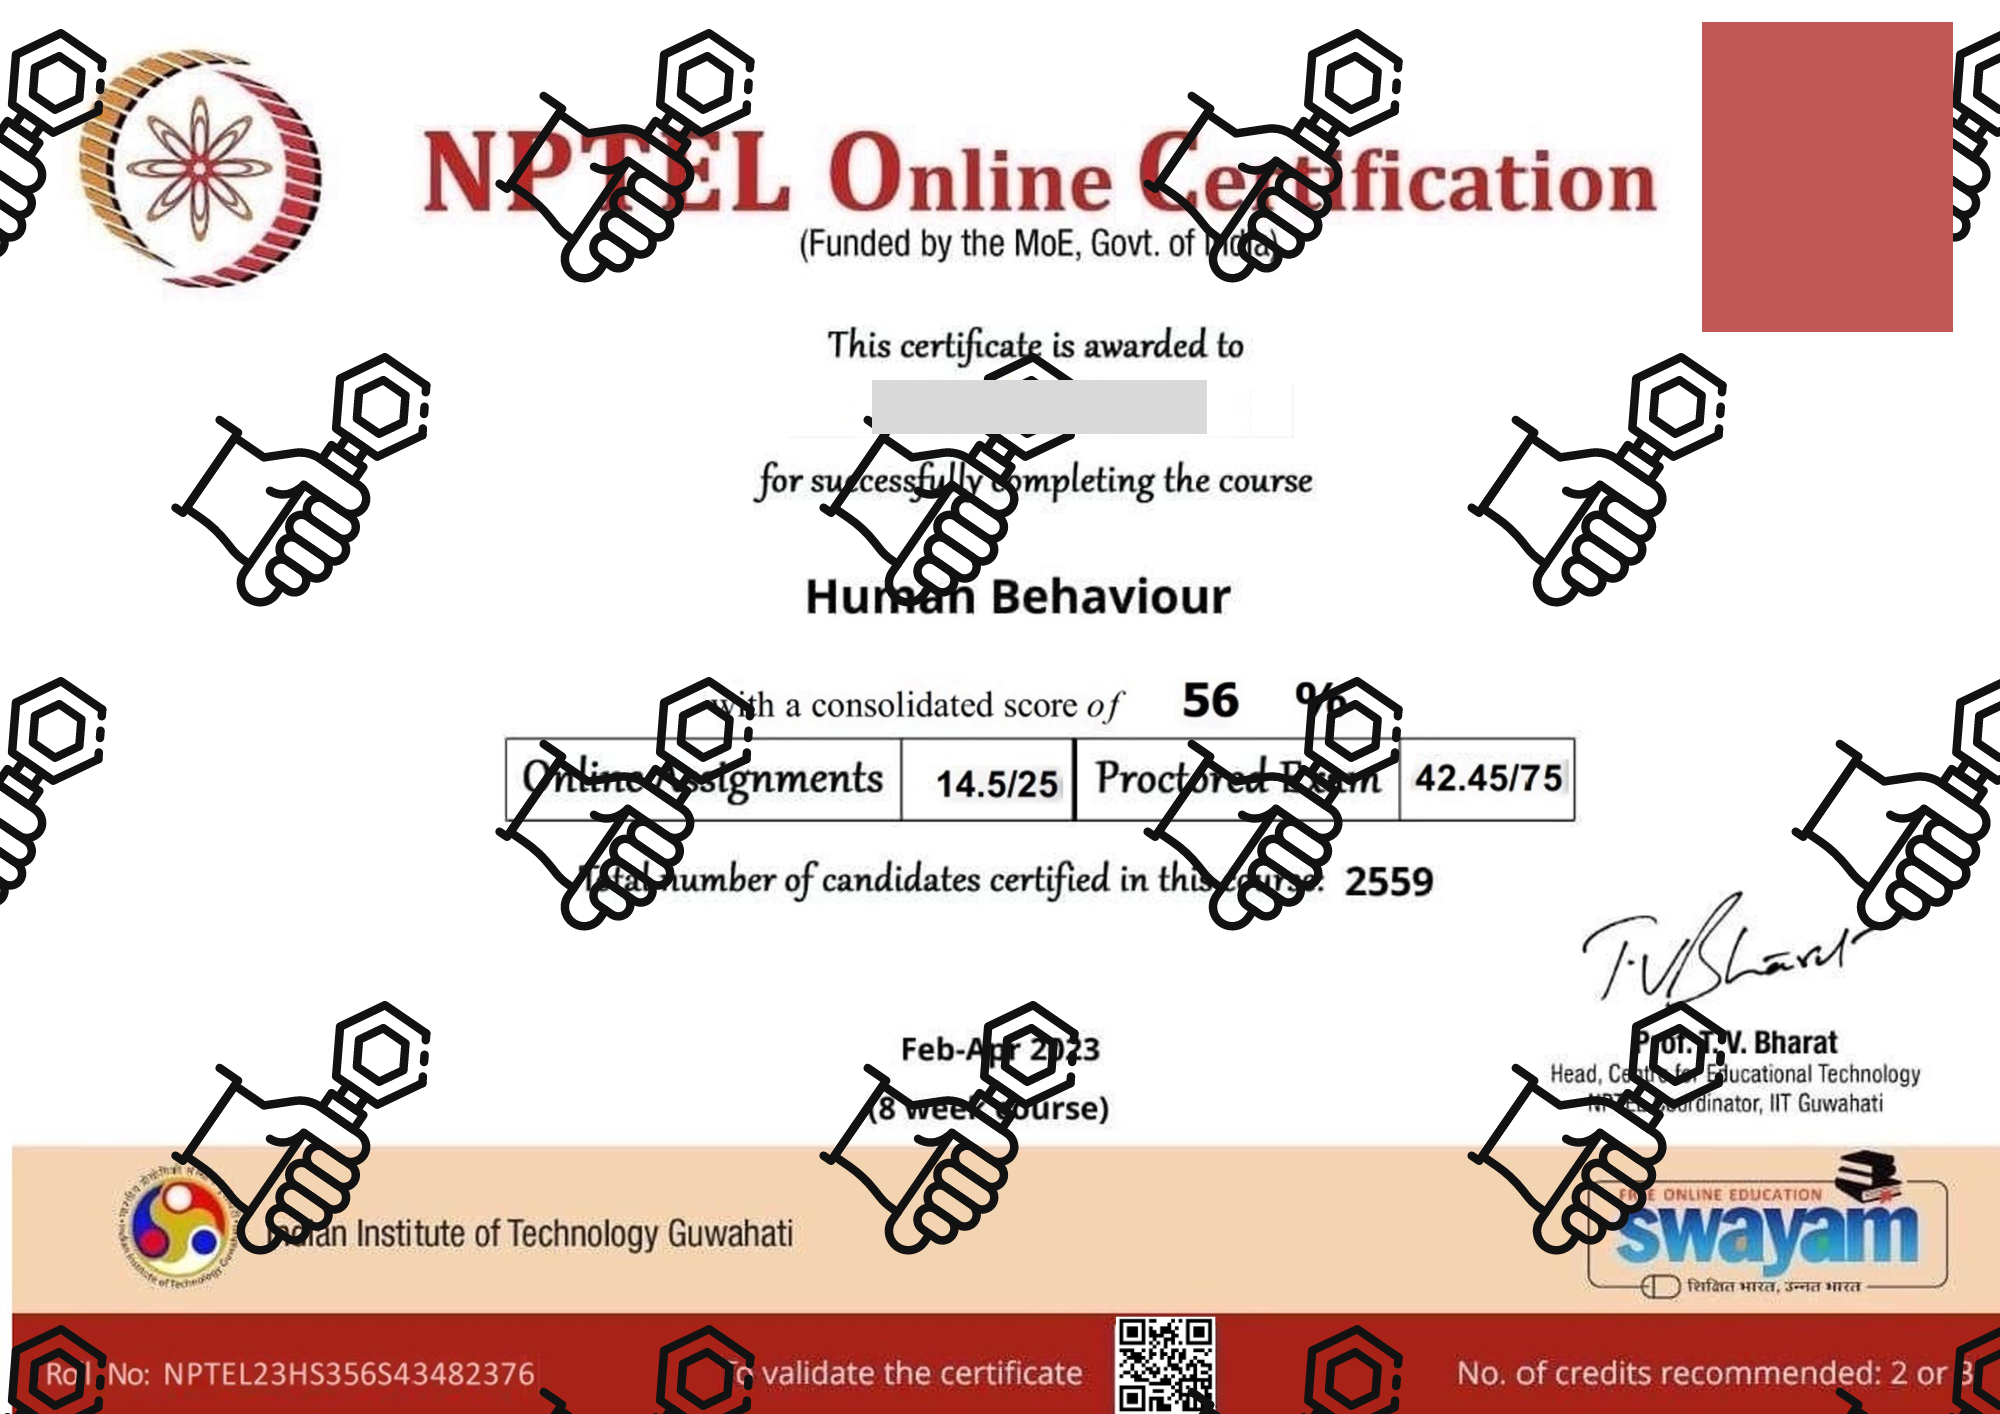 NPTEL Online Certification
(Funded by the MoE, Govt. of India)
This certificate is awarded to
for successfully completing the course
Human Behaviour
with a consolidated score of 56 %
Online Assignments 14.5/25 Proctored Exam 42.45/75
Total number of candidates certified in this course: 2559
Feb-Apr 2023
(8 week course)
Prof. T. V. Bharat
Head, Centre for Educational Technology
NPTEL Coordinator, IIT Guwahati
Indian Institute of Technology Guwahati
FREE ONLINE EDUCATION
swayam
शिक्षित भारत, उन्नत भारत
Roll No: NPTEL23HS356S43482376
To validate the certificate
No. of credits recommended: 2 or 3